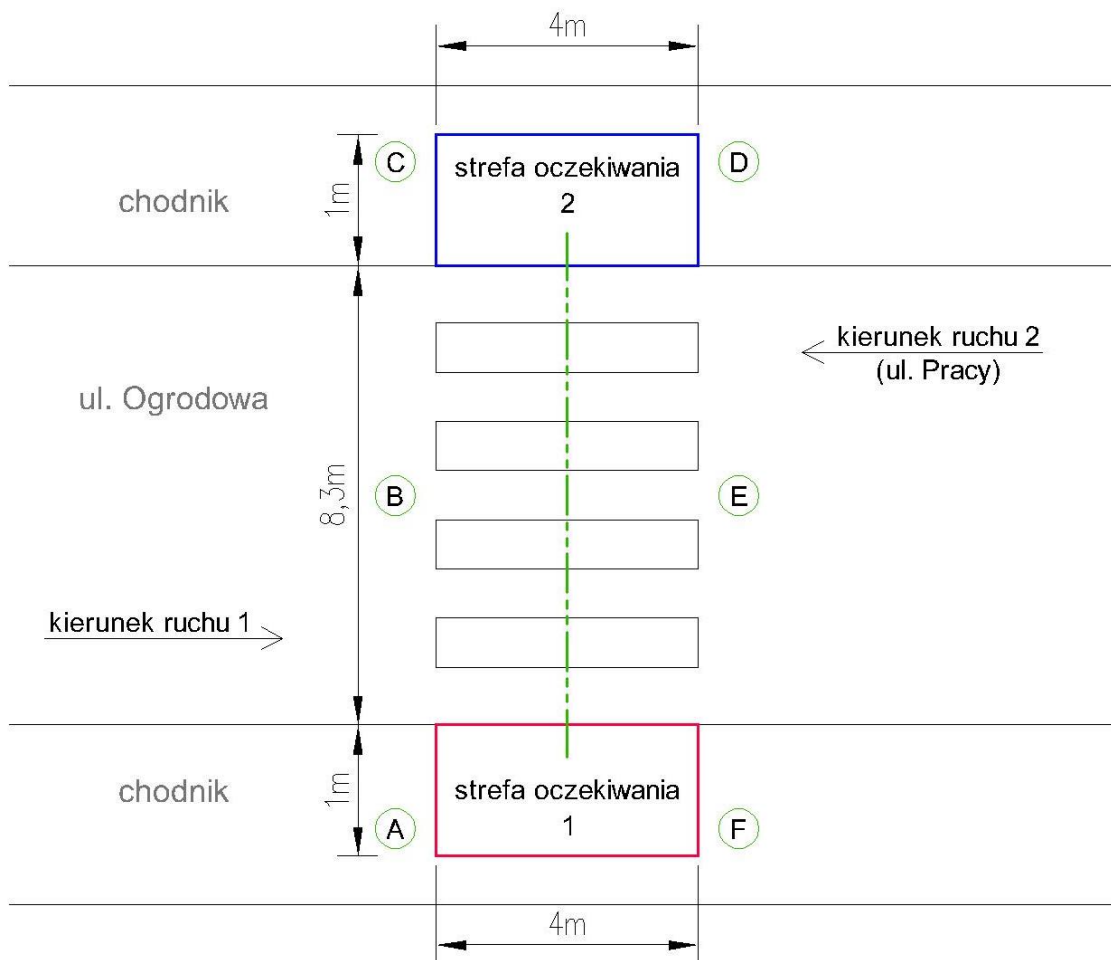 4m
C
D
strefa oczekiwania
2
1m
chodnik
kierunek ruchu 2
(ul. Pracy)
ul. Ogrodowa
8,3m
B
E
kierunek ruchu 1
chodnik
1m
strefa oczekiwania
1
A
F
4m